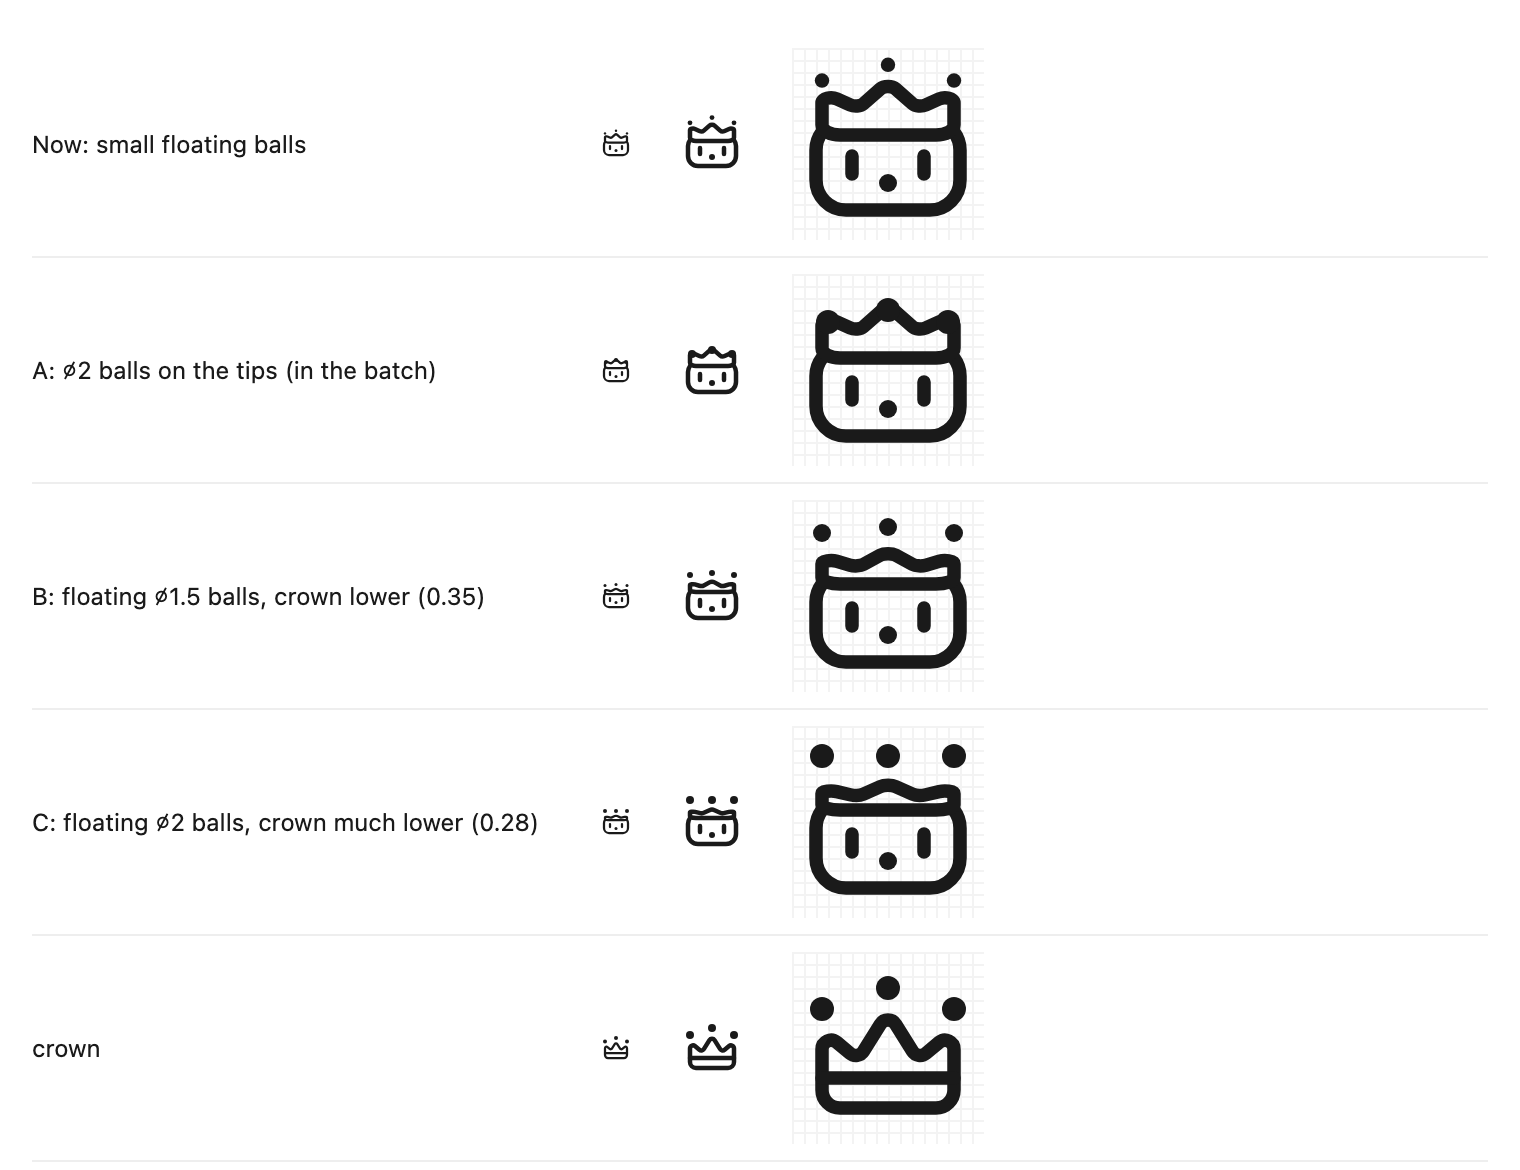 Now: small floating balls
A: ⌀2 balls on the tips (in the batch)
B: floating ⌀1.5 balls, crown lower (0.35)
C: floating ⌀2 balls, crown much lower (0.28)
crown